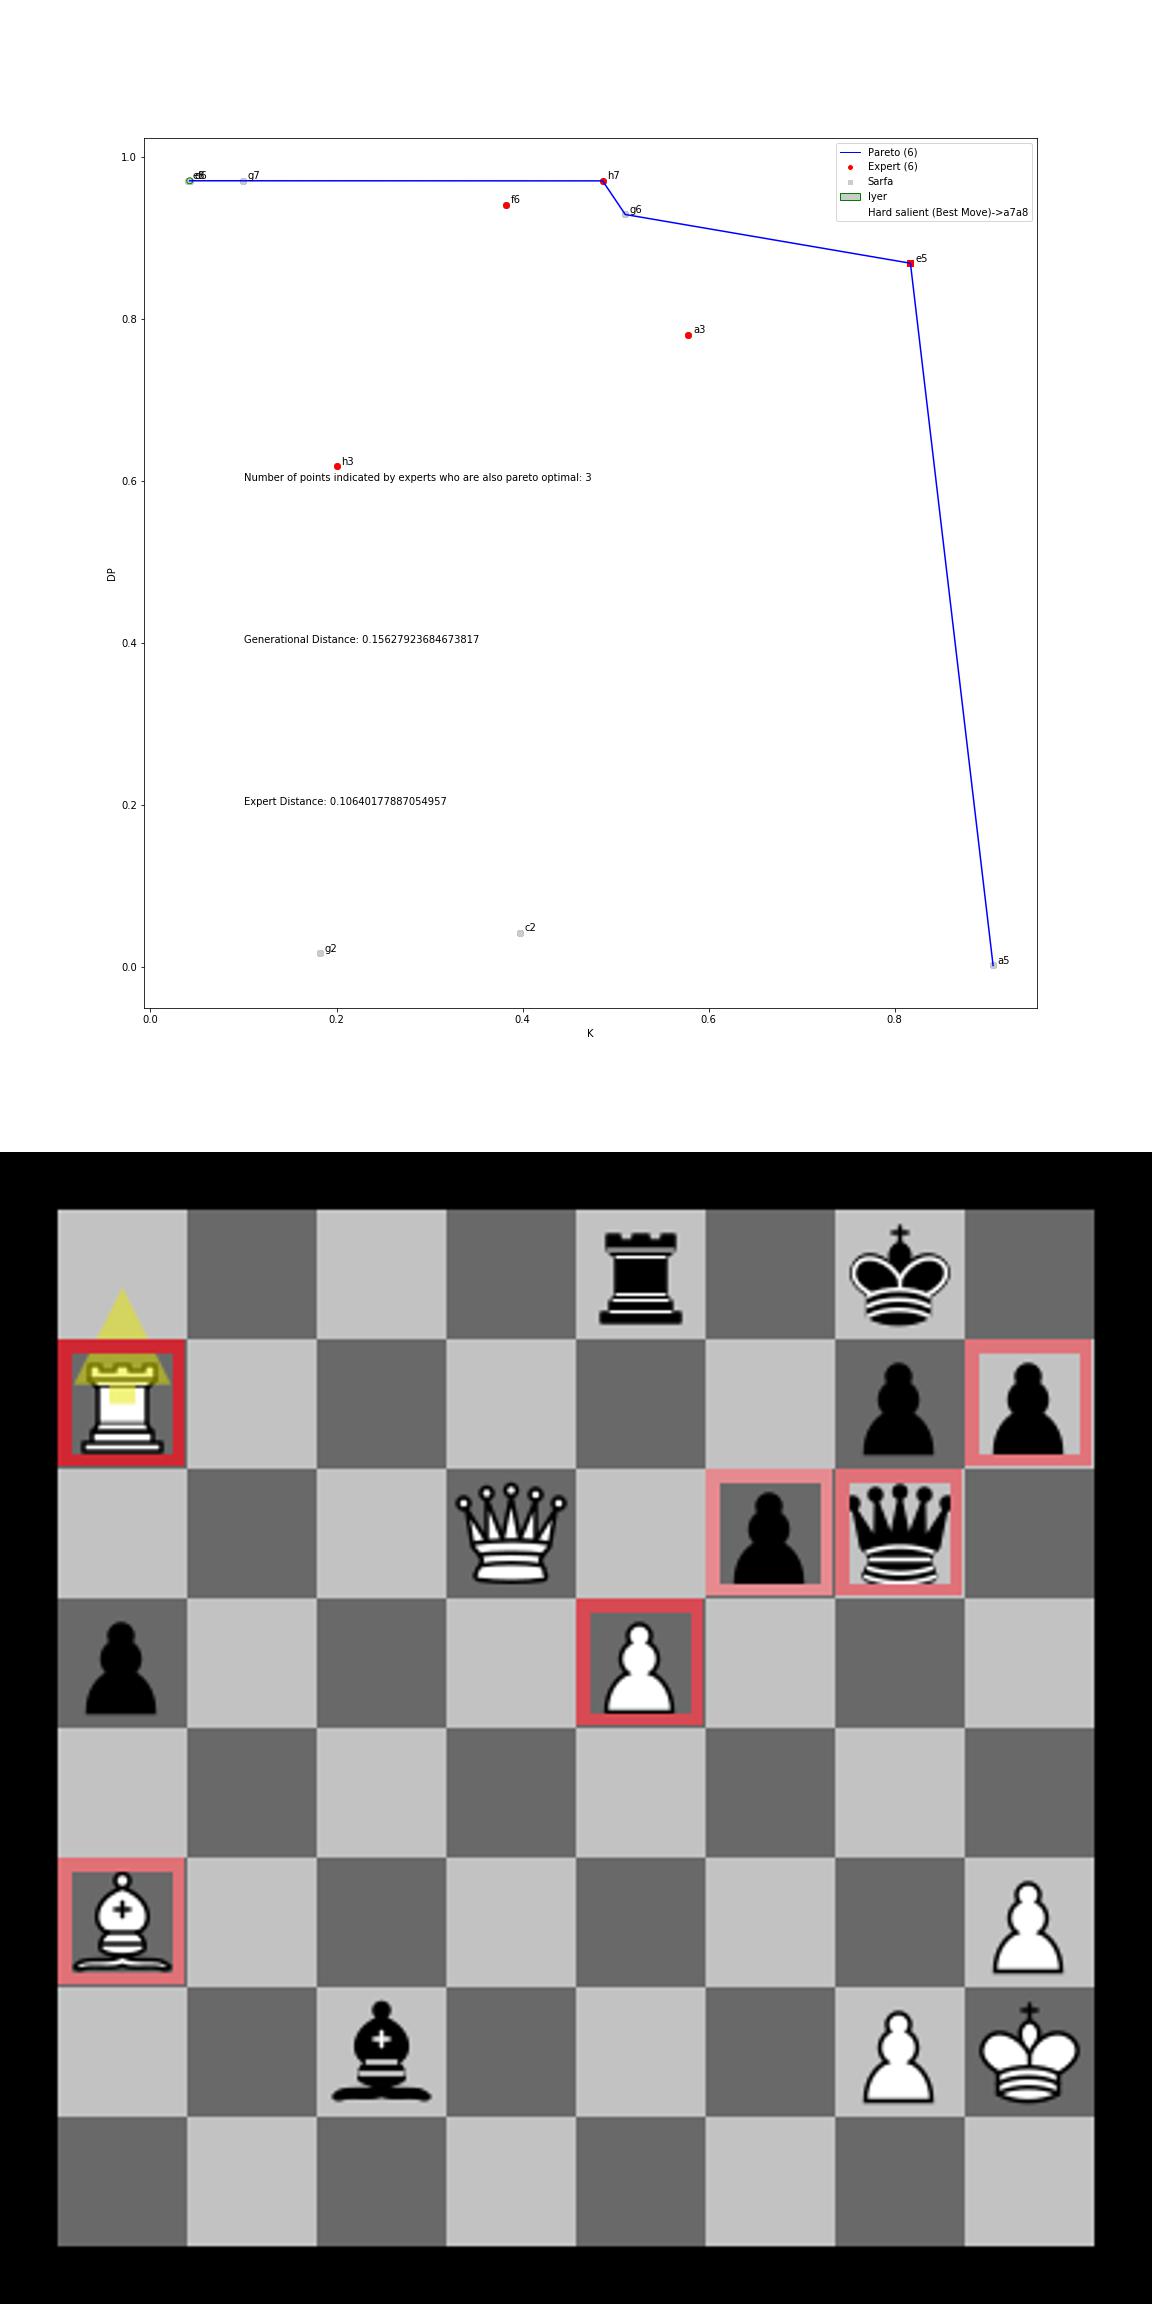 1.0
0.8
0.6
0.4
0.2
0.0
0.0
0.2
0.4
0.6
0.8
DP
K
Pareto (6)
Expert (6)
Sarfa
Iyer
Hard salient (Best Move)->a7a8
g7
h7
f6
g6
e5
a3
h3
Number of points indicated by experts who are also pareto optimal: 3
Generational Distance: 0.15627923684673817
Expert Distance: 0.10640177887054957
c2
g2
a5